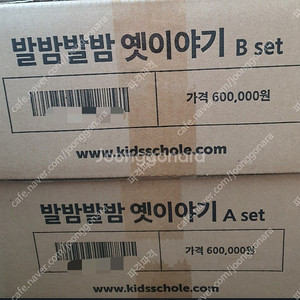 발밤발밤 옛이야기 B set
가격 600,000원
www.kidsschole.com
Joonggonara
발밤발밤 옛이야기 A set
가격 600,000원
www.kidsschole.com